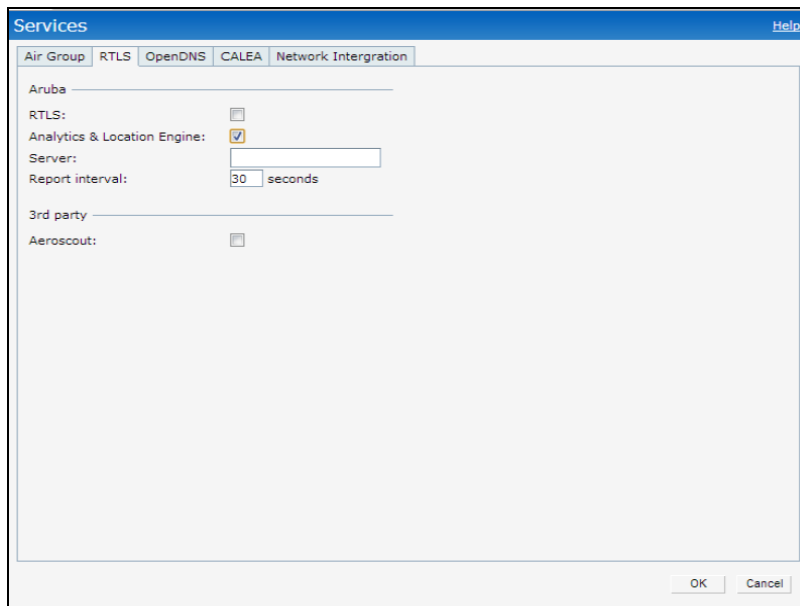 Services
Help
Air Group RTLS OpenDNS CALEA Network Intergration
Aruba
RTLS:
Analytics & Location Engine:
Server:
Report interval: 30 seconds
3rd party
Aeroscout:
OK Cancel